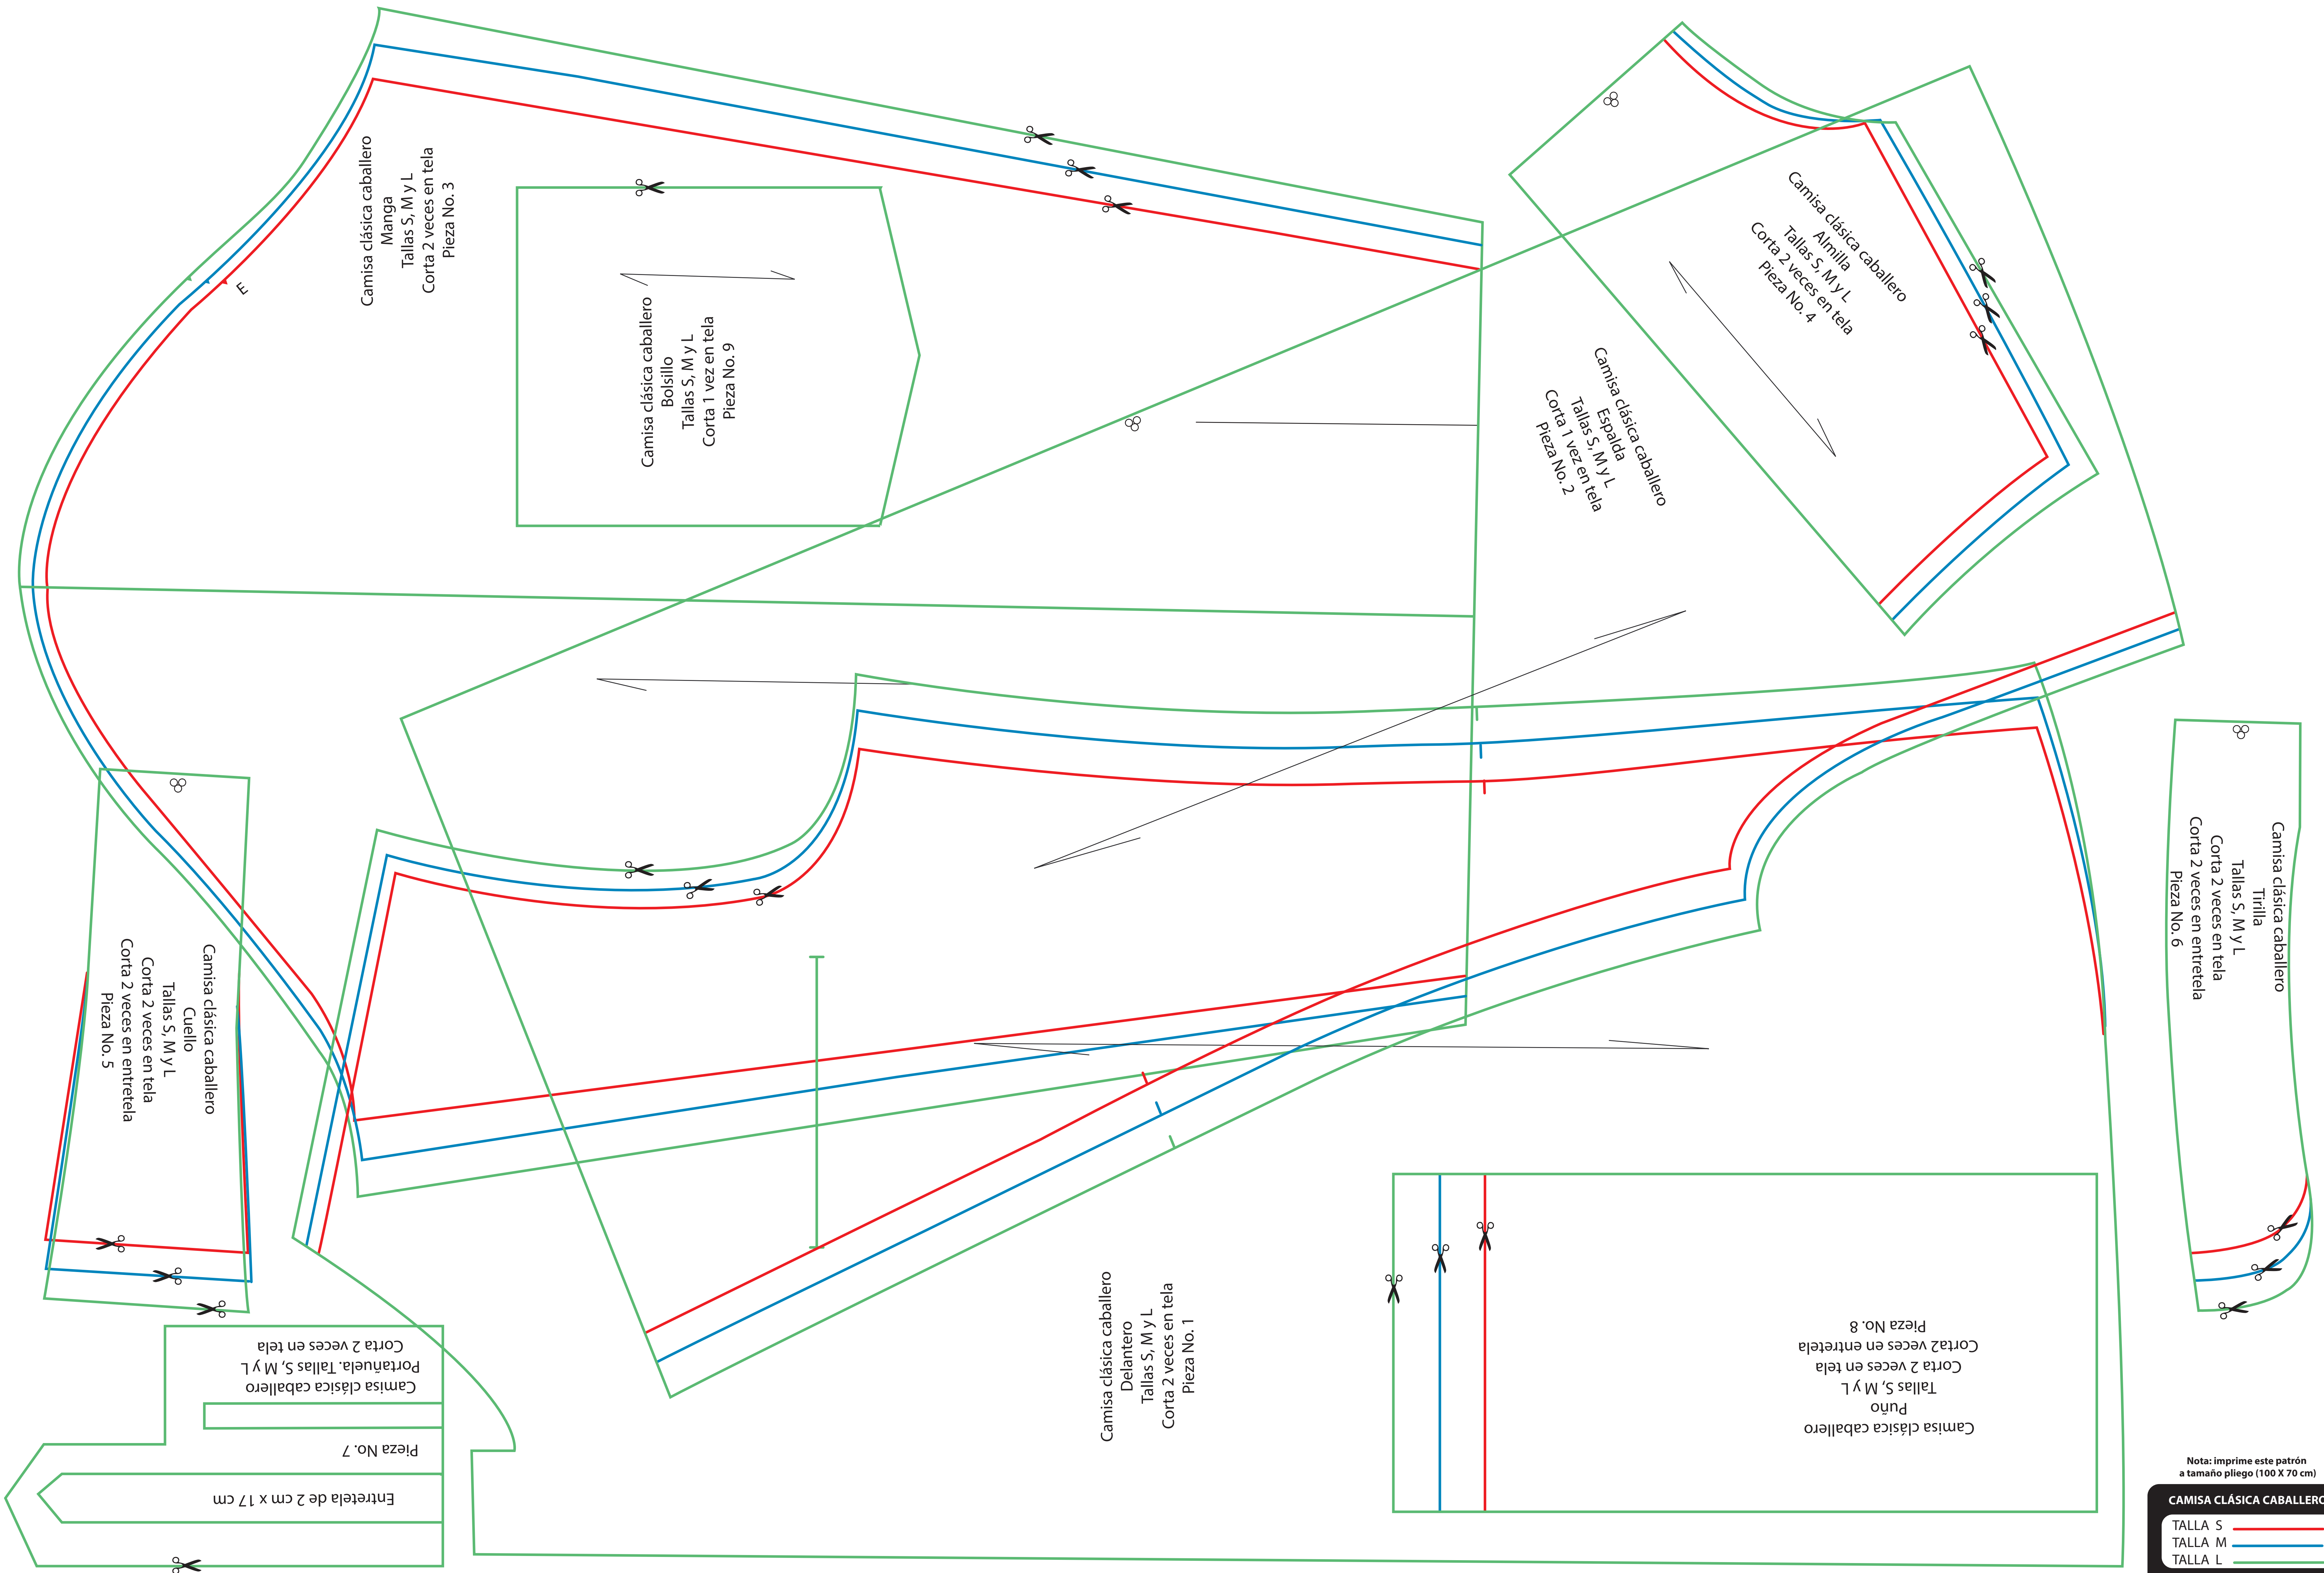 Camisa clásica caballero
Manga
Tallas S, M y L
Corta 2 veces en tela
Pieza No. 3
E
Camisa clásica caballero
Bolsillo
Tallas S, M y L
Corta 1 vez en tela
Pieza No. 9
Camisa clásica caballero
Almilla
Tallas S, M y L
Corta 2 veces en tela
Pieza No. 4
Camisa clásica caballero
Espalda
Tallas S, M y L
Corta 1 vez en tela
Pieza No. 2
Camisa clásica caballero
Cuello
Tallas S, M y L
Corta 2 veces en tela
Corta 2 veces en entretela
Pieza No. 5
Camisa clásica caballero
Tirilla
Tallas S, M y L
Corta 2 veces en tela
Corta 2 veces en entretela
Pieza No. 6
Camisa clásica caballero
Portañuela. Tallas S, M y L
Corta 2 veces en tela
Pieza No. 7
Entretela de 2 cm x 17 cm
Camisa clásica caballero
Delantero
Tallas S, M y L
Corta 2 veces en tela
Pieza No. 1
Camisa clásica caballero
Puño
Tallas S, M y L
Corta 2 veces en tela
Corta2 veces en entretela
Pieza No. 8
Nota: imprime este patrón
a tamaño pliego (100 X 70 cm)
CAMISA CLÁSICA CABALLERO
TALLA S
TALLA M
TALLA L